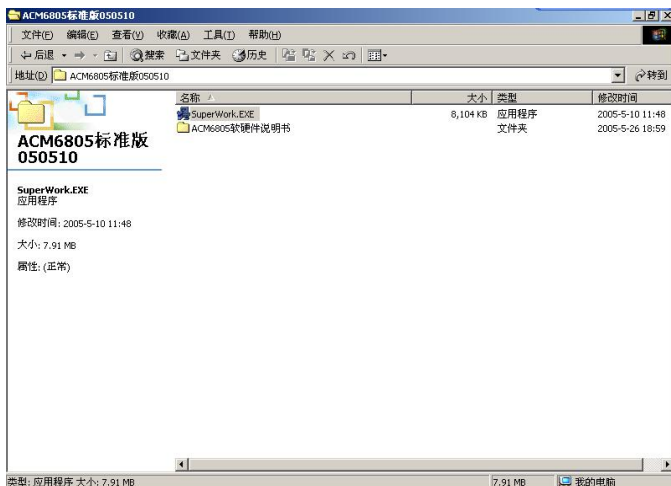 ACM6805标准版050510
文件(F) 编辑(E) 查看(V) 收藏(A) 工具(T) 帮助(H)
后退 搜索 文件夹 历史
地址(D) ACM6805标准版050510 转到
名称 大小 类型 修改时间
SuperWork.EXE 8,104 KB 应用程序 2005-5-10 11:48
ACM6805软硬件说明书 文件夹 2005-5-26 18:59
ACM6805标准版
050510
SuperWork.EXE
应用程序
修改时间: 2005-5-10 11:48
大小: 7.91 MB
属性: (正常)
类型: 应用程序 大小: 7.91 MB 7.91 MB 我的电脑